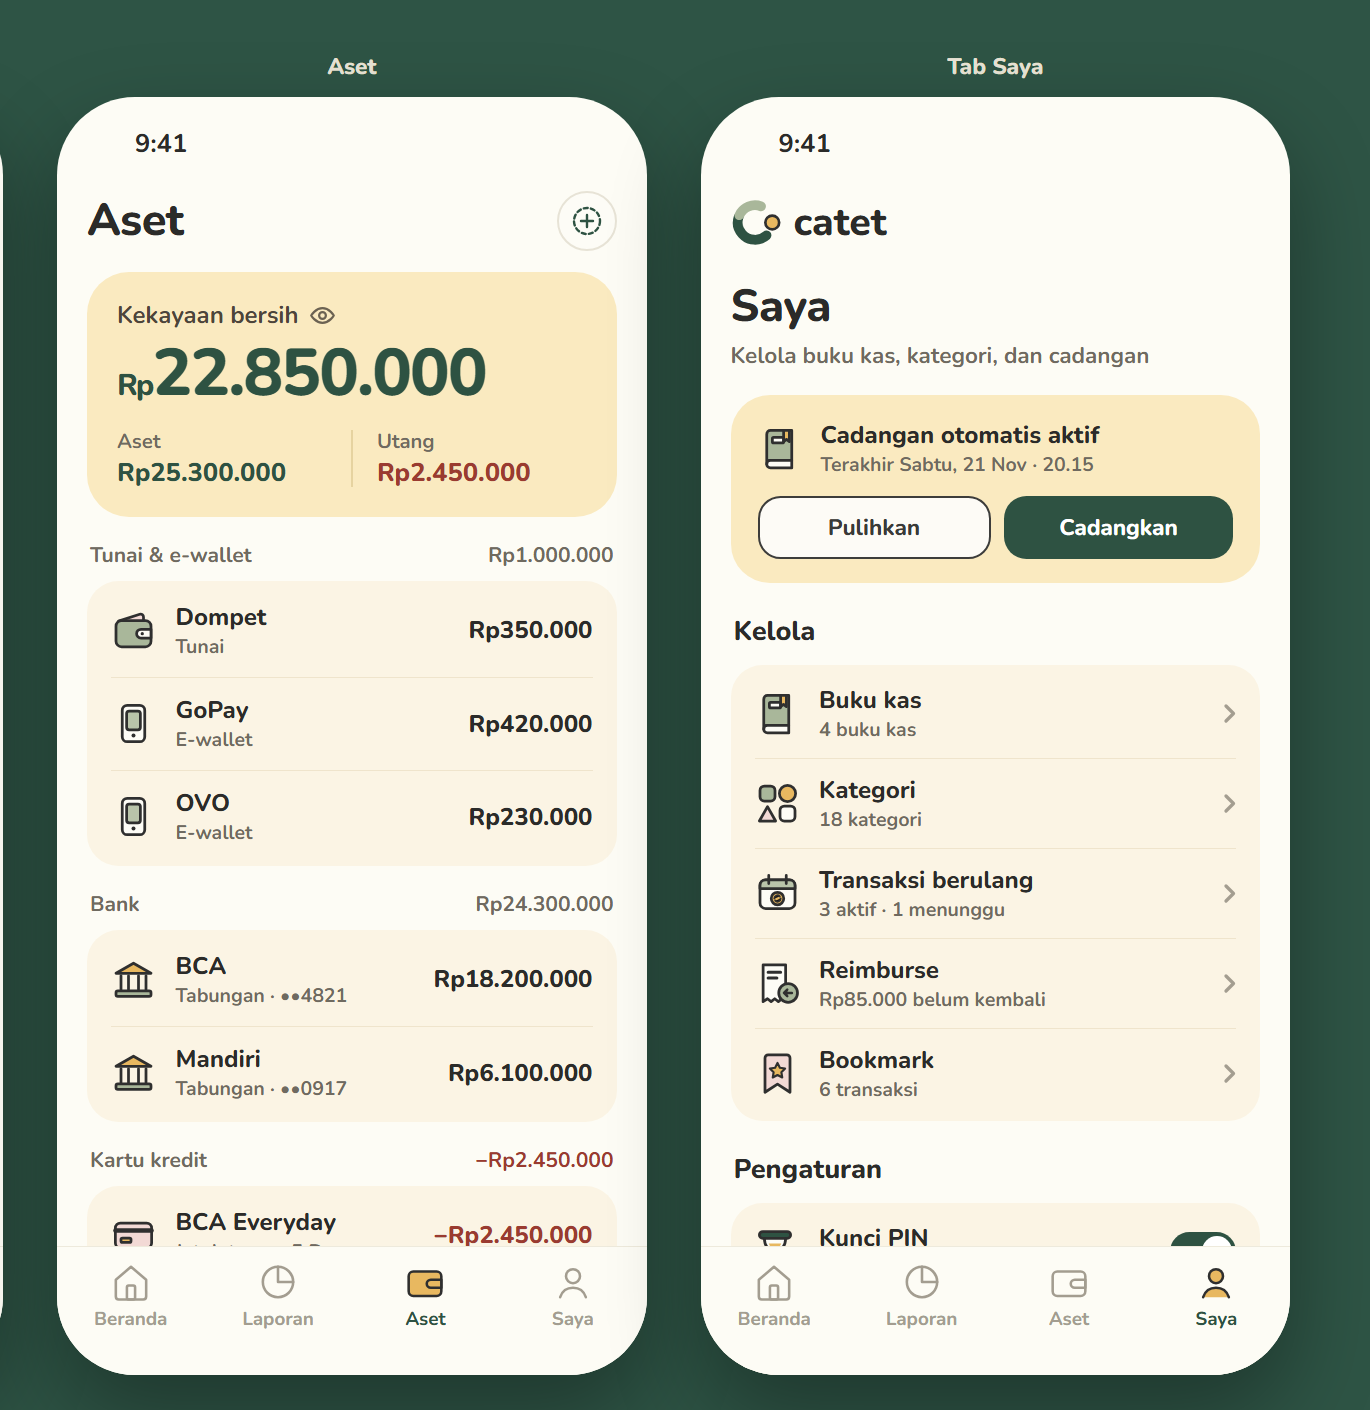 Aset
9:41
Aset
Kekayaan bersih
Rp22.850.000
Aset
Utang
Rp25.300.000
Rp2.450.000
Tunai & e-wallet
Rp1.000.000
Dompet
Tunai
Rp350.000
GoPay
E-wallet
Rp420.000
OVO
E-wallet
Rp230.000
Bank
Rp24.300.000
BCA
Tabungan · ••4821
Rp18.200.000
Mandiri
Tabungan · ••0917
Rp6.100.000
Kartu kredit
−Rp2.450.000
BCA Everyday
−Rp2.450.000
Beranda
Laporan
Aset
Saya
Tab Saya
9:41
catet
Saya
Kelola buku kas, kategori, dan cadangan
Cadangan otomatis aktif
Terakhir Sabtu, 21 Nov · 20.15
Pulihkan
Cadangkan
Kelola
Buku kas
4 buku kas
Kategori
18 kategori
Transaksi berulang
3 aktif · 1 menunggu
Reimburse
Rp85.000 belum kembali
Bookmark
6 transaksi
Pengaturan
Kunci PIN
Beranda
Laporan
Aset
Saya